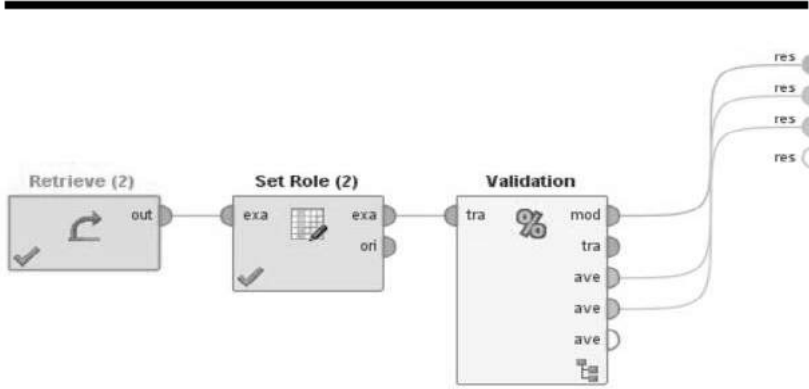 res
res
res
res
Retrieve (2)
Set Role (2)
Validation
out
exa
exa
ori
tra
%
mod
tra
ave
ave
ave